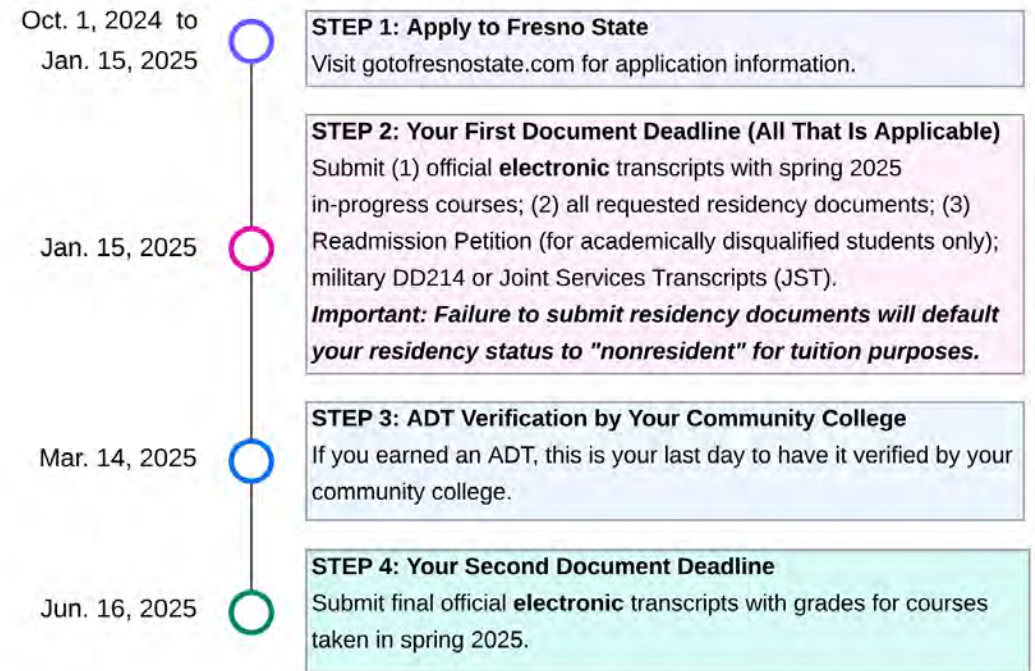 Oct. 1, 2024 to
Jan. 15, 2025
STEP 1: Apply to Fresno State
Visit gotofresnostate.com for application information.
Jan. 15, 2025
STEP 2: Your First Document Deadline (All That Is Applicable)
Submit (1) official electronic transcripts with spring 2025
in-progress courses; (2) all requested residency documents; (3)
Readmission Petition (for academically disqualified students only);
military DD214 or Joint Services Transcripts (JST).
Important: Failure to submit residency documents will default
your residency status to "nonresident" for tuition purposes.
Mar. 14, 2025
STEP 3: ADT Verification by Your Community College
If you earned an ADT, this is your last day to have it verified by your
community college.
Jun. 16, 2025
STEP 4: Your Second Document Deadline
Submit final official electronic transcripts with grades for courses
taken in spring 2025.